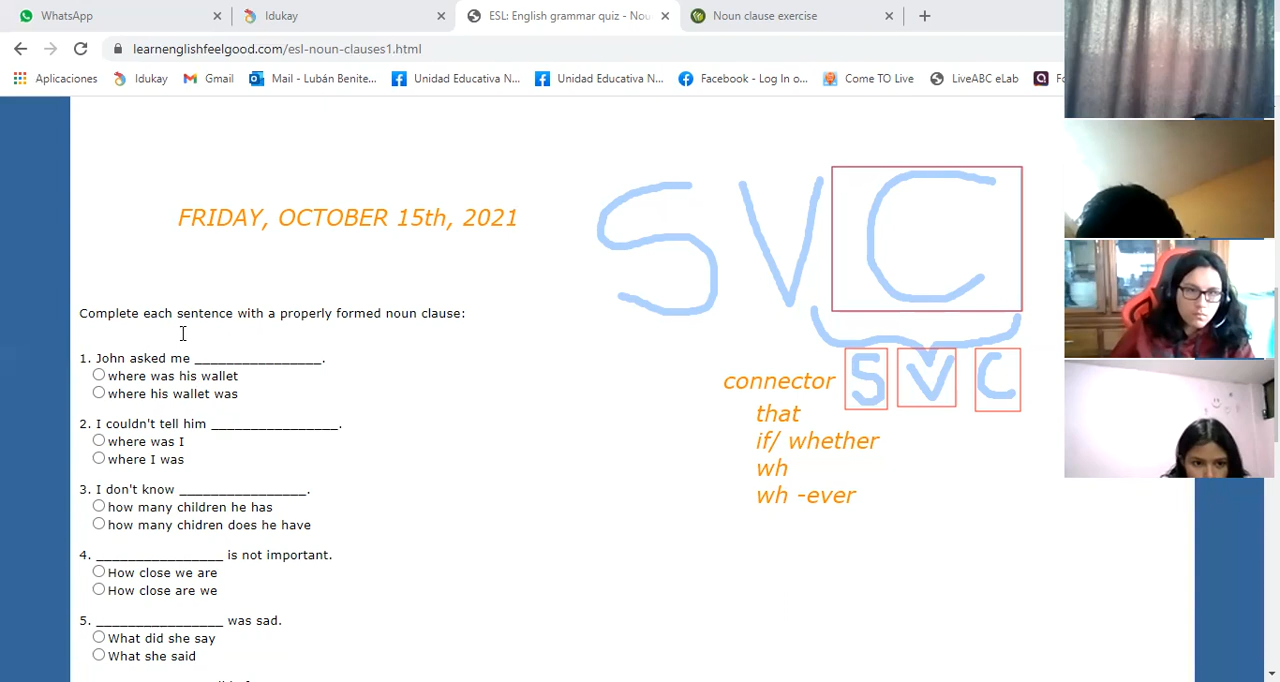 WhatsApp
Idukay
ESL: English grammar quiz - Nou
Noun clause exercise
learnenglishfeelgood.com/esl-noun-clauses1.html
Aplicaciones
Idukay
Gmail
Mail - Lubán Benite...
Unidad Educativa N...
Unidad Educativa N...
Facebook - Log In o...
Come TO Live
LiveABC eLab
Fo
FRIDAY, OCTOBER 15th, 2021
S V C
Complete each sentence with a properly formed noun clause:
1. John asked me ________________.
where was his wallet
where his wallet was
2. I couldn't tell him ________________.
where was I
where I was
3. I don't know ________________.
how many children he has
how many chidren does he have
4. ________________ is not important.
How close we are
How close are we
5. ________________ was sad.
What did she say
What she said
connector S V C
that
if/ whether
wh
wh -ever